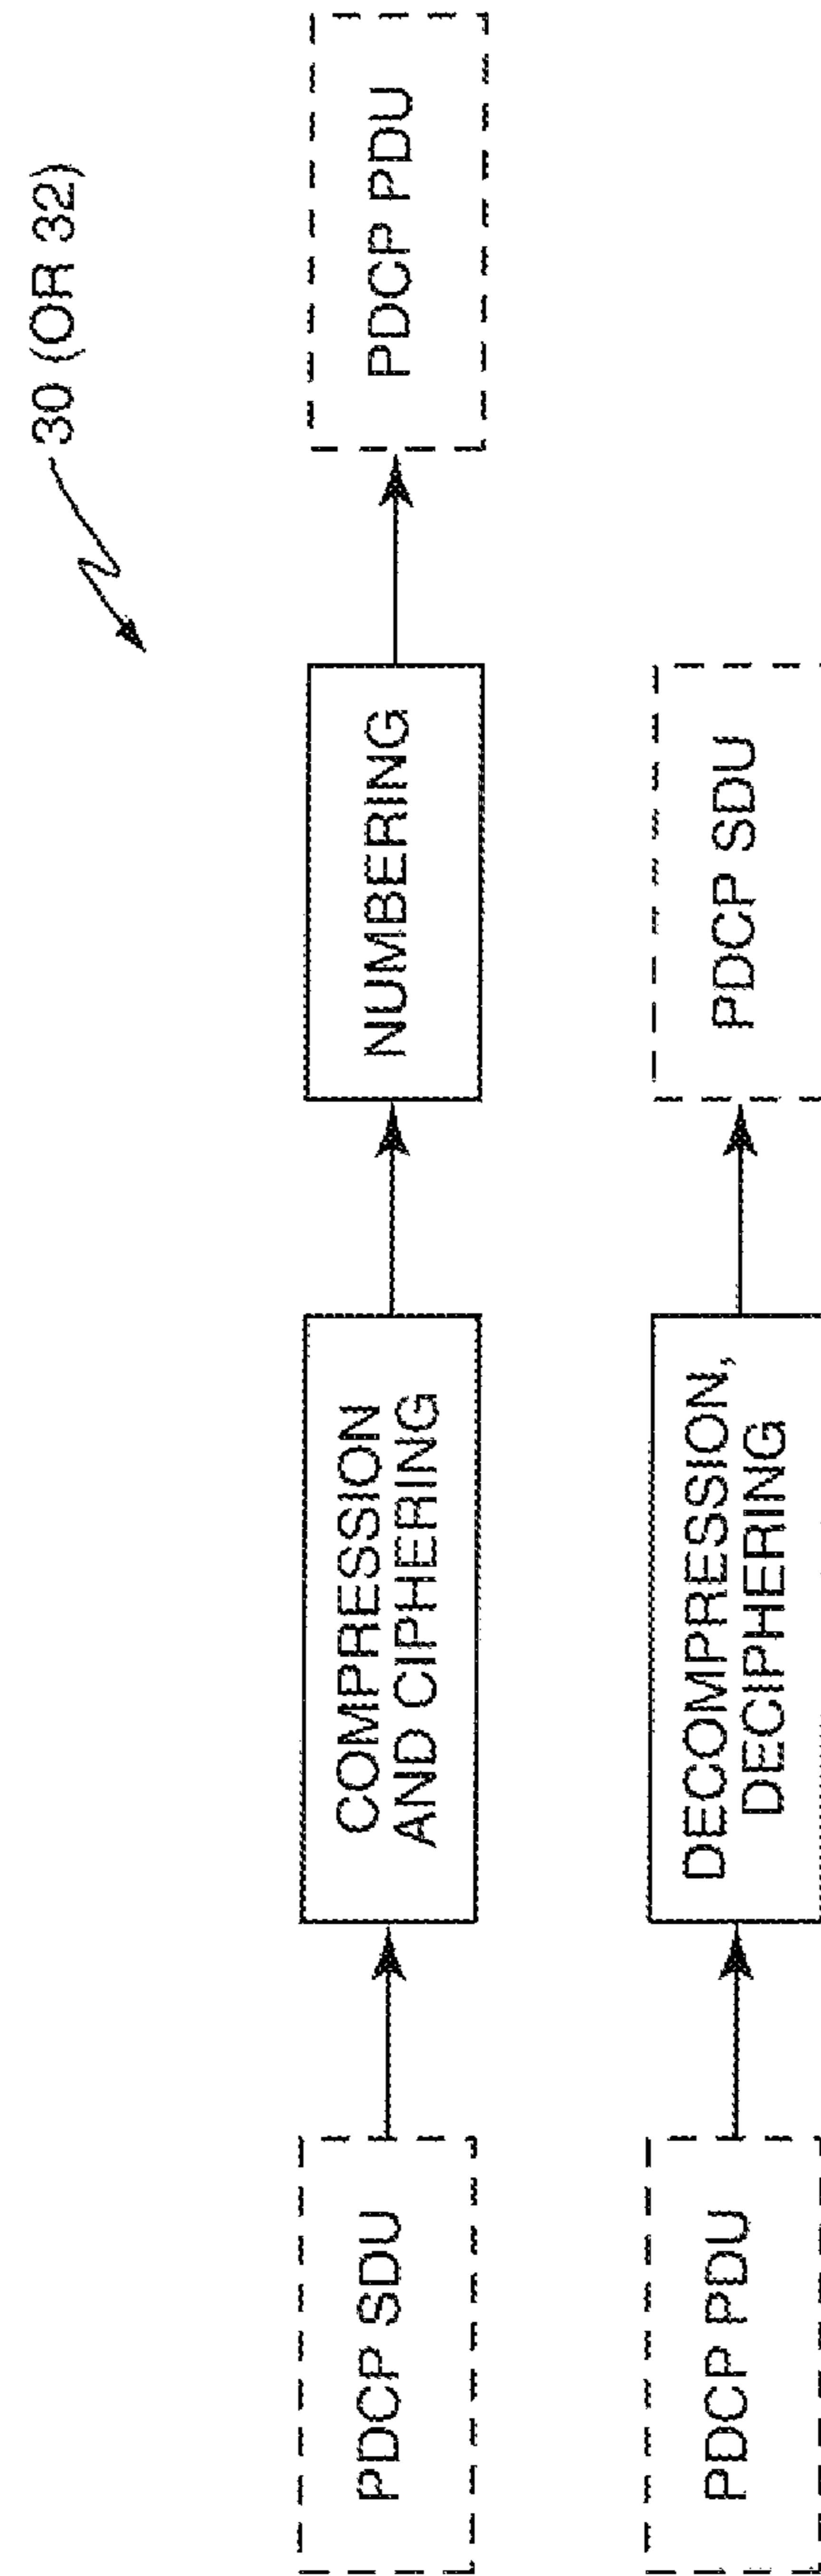 30 (OR 32)
PDCP SDU
COMPRESSION
AND CIPHERING
NUMBERING
PDCP PDU
PDCP PDU
DECOMPRESSION,
DECIPHERING
PDCP SDU